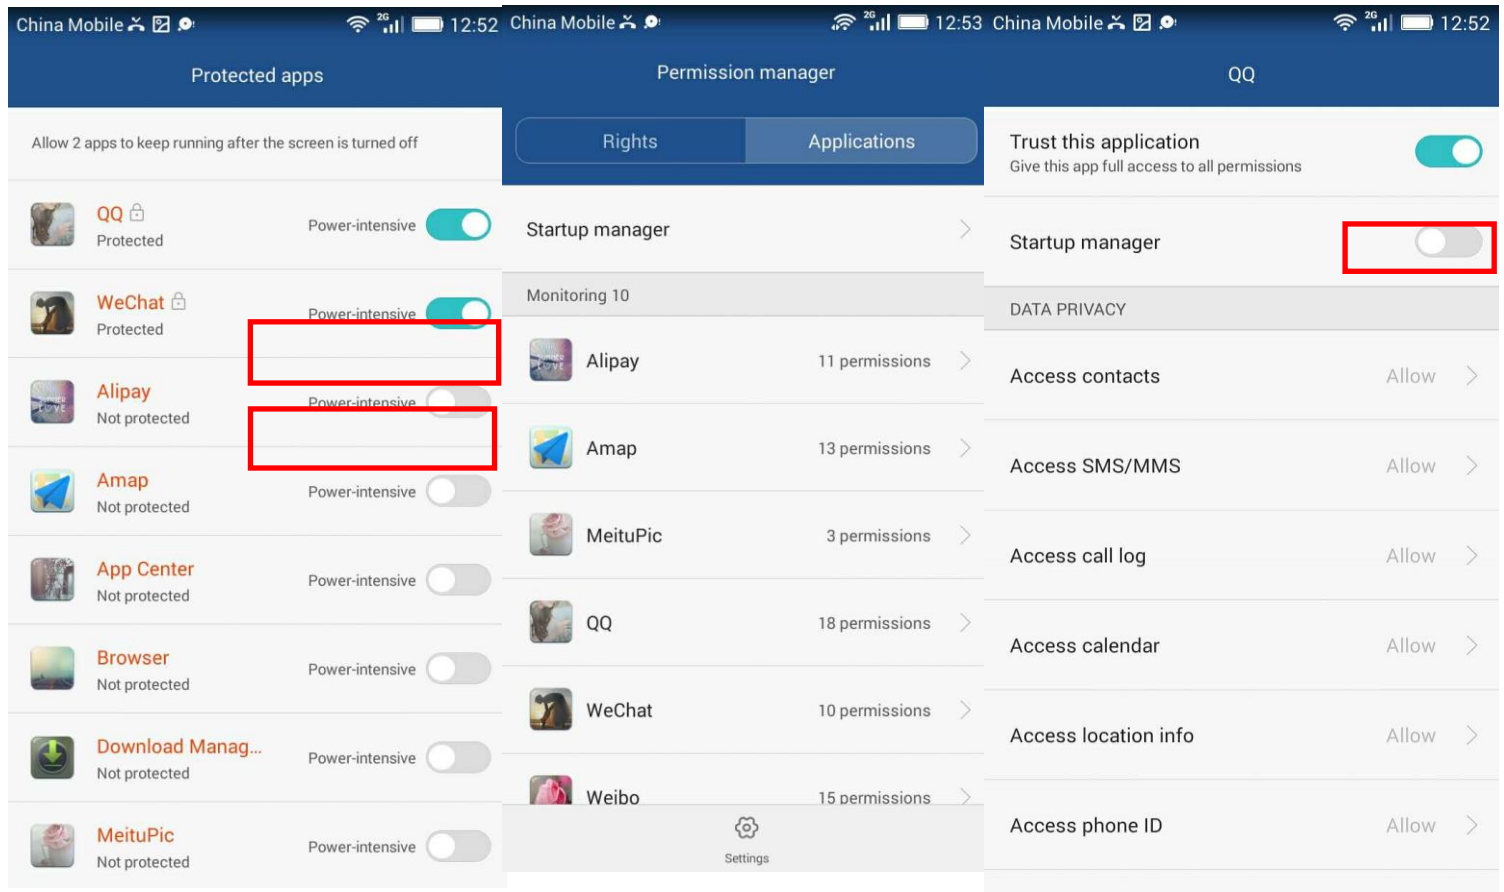 China Mobile
2G
12:52
Protected apps
Allow 2 apps to keep running after the screen is turned off
QQ
Protected
Power-intensive
WeChat
Protected
Power-intensive
Alipay
Not protected
Power-intensive
Amap
Not protected
Power-intensive
App Center
Not protected
Power-intensive
Browser
Not protected
Power-intensive
Download Manag...
Not protected
Power-intensive
MeituPic
Not protected
Power-intensive
China Mobile
2G
12:53
Permission manager
Rights
Applications
Startup manager
Monitoring 10
Alipay
11 permissions
Amap
13 permissions
MeituPic
3 permissions
QQ
18 permissions
WeChat
10 permissions
Weibo
15 permissions
Settings
China Mobile
2G
12:52
QQ
Trust this application
Give this app full access to all permissions
Startup manager
DATA PRIVACY
Access contacts
Allow
Access SMS/MMS
Allow
Access call log
Allow
Access calendar
Allow
Access location info
Allow
Access phone ID
Allow